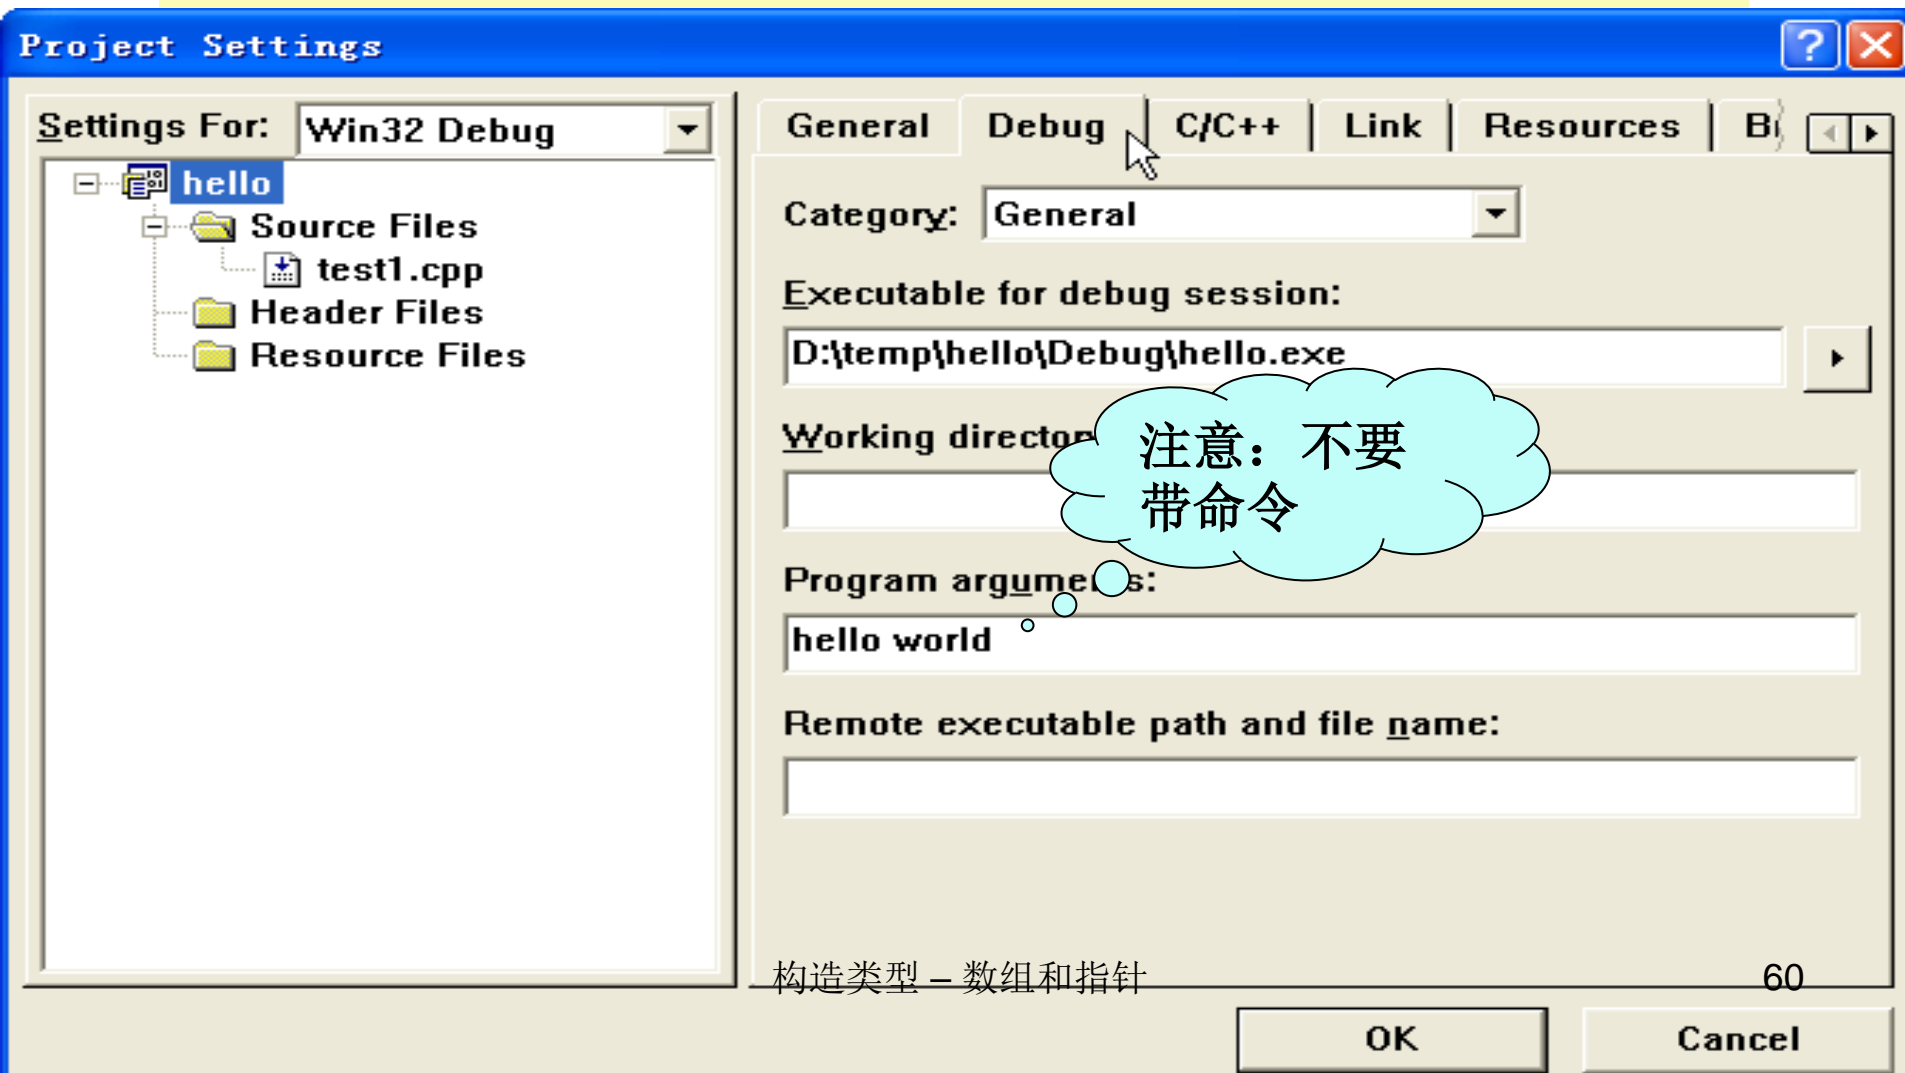 Project Settings
Settings For:
Win32 Debug
hello
Source Files
test1.cpp
Header Files
Resource Files
General
Debug
C/C++
Link
Resources
Category:
General
Executable for debug session:
D:\temp\hello\Debug\hello.exe
Working
注意：不要
带命令
Program
hello world
Remote executable path and file name:
构造类型 – 数组和指针
60
OK
Cancel